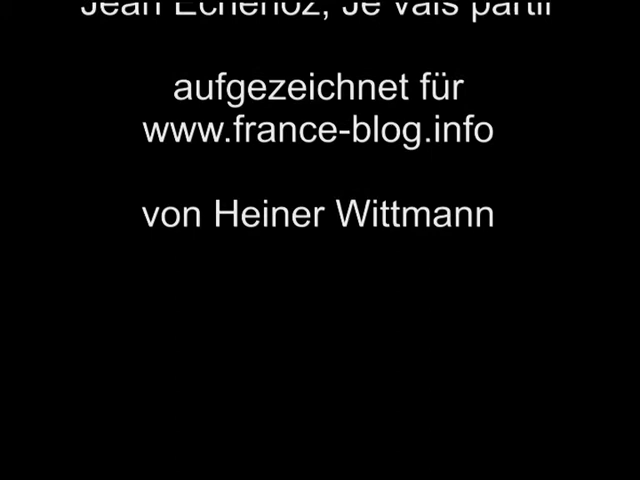 Jean Echenoz, Je vais partir
aufgezeichnet für
www.france-blog.info
von Heiner Wittmann